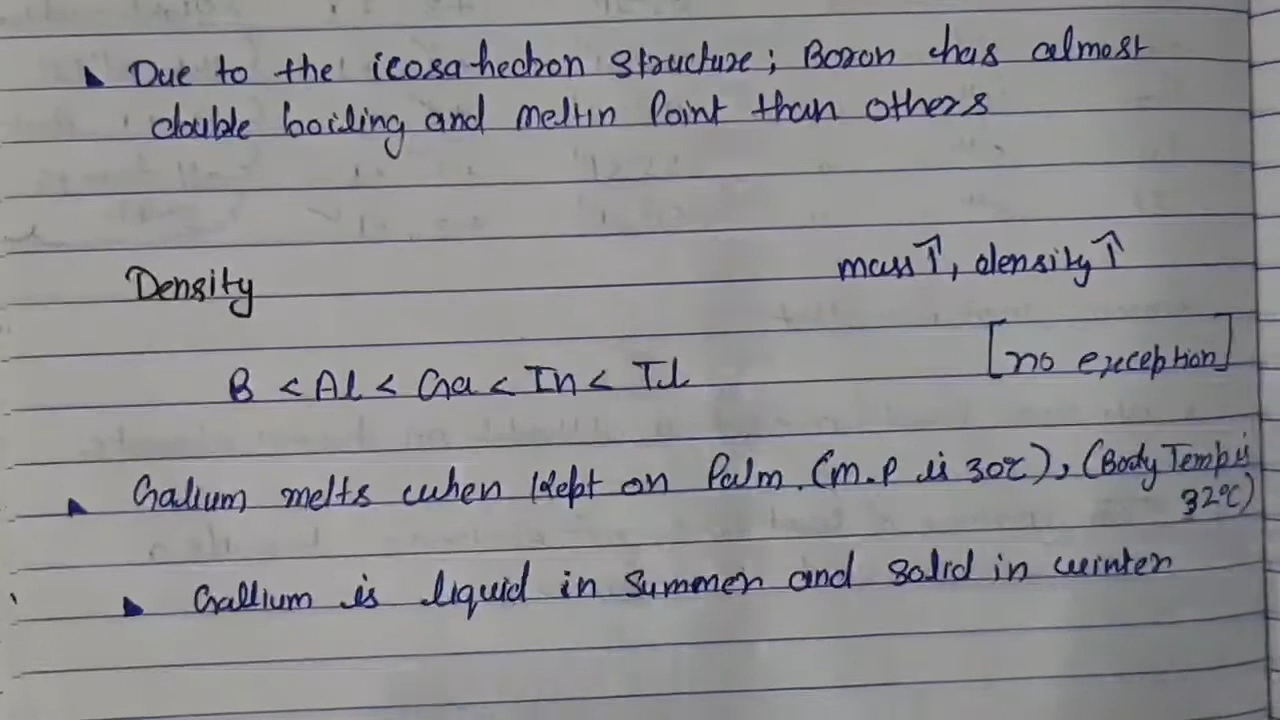 Due to the icosahedron structure; Boron has almost
double boiling and meltin Point than others
Density
mass↑, density↑
B < Al < Ga < In < Tl
[no exception]
Galium melts when kept on Palm. (m.p is 30℃), (Body Temp is
32°C)
Gallium is liquid in summer and solid in winter